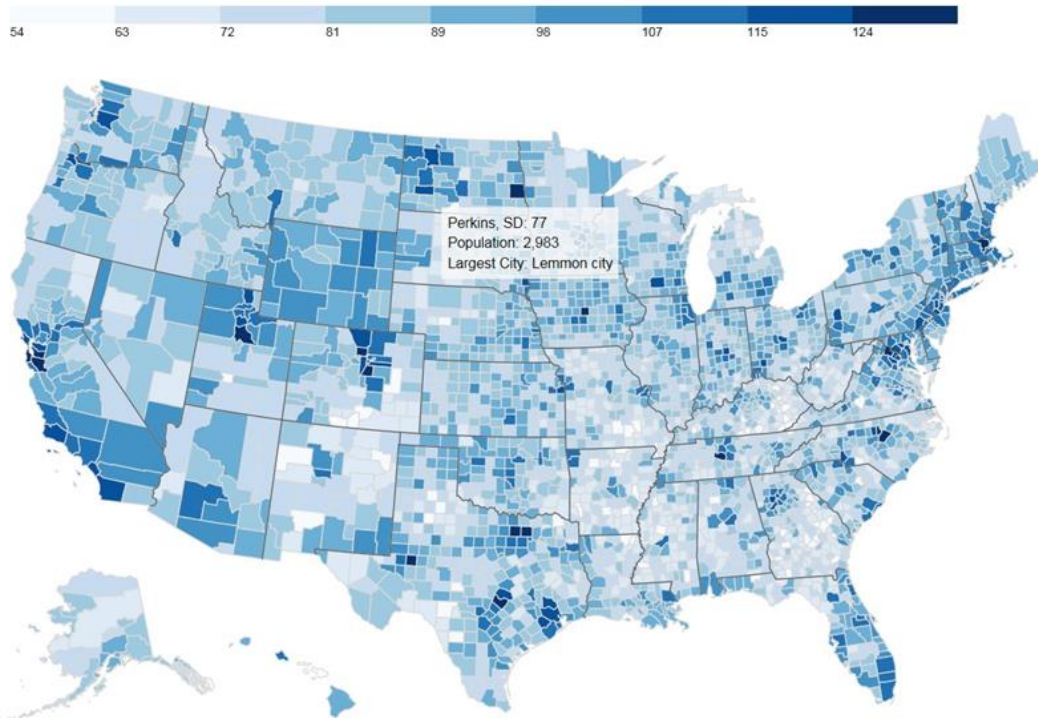 54 63 72 81 89 98 107 115 124
Perkins, SD: 77
Population: 2,983
Largest City: Lemmon city